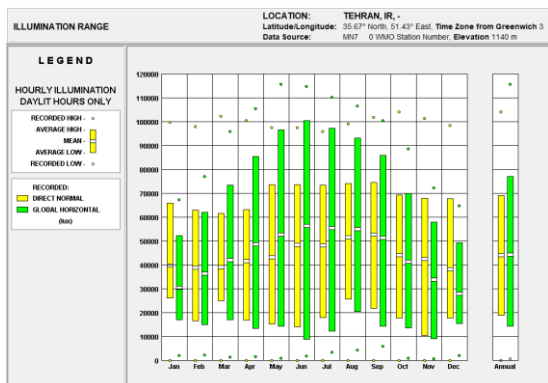 ILLUMINATION RANGE
LOCATION: TEHRAN, IR, -
Latitude/Longitude: 35.67° North, 51.43° East, Time Zone from Greenwich 3
Data Source: MN7 0 WMO Station Number, Elevation 1140 m
LEGEND
HOURLY ILLUMINATION
DAYLIT HOURS ONLY
RECORDED HIGH -
AVERAGE HIGH -
MEAN -
AVERAGE LOW -
RECORDED LOW -
RECORDED:
DIRECT NORMAL
GLOBAL HORIZONTAL
(lux)
120000
110000
100000
90000
80000
70000
60000
50000
40000
30000
20000
10000
0
Jan Feb Mar Apr May Jun Jul Aug Sep Oct Nov Dec Annual